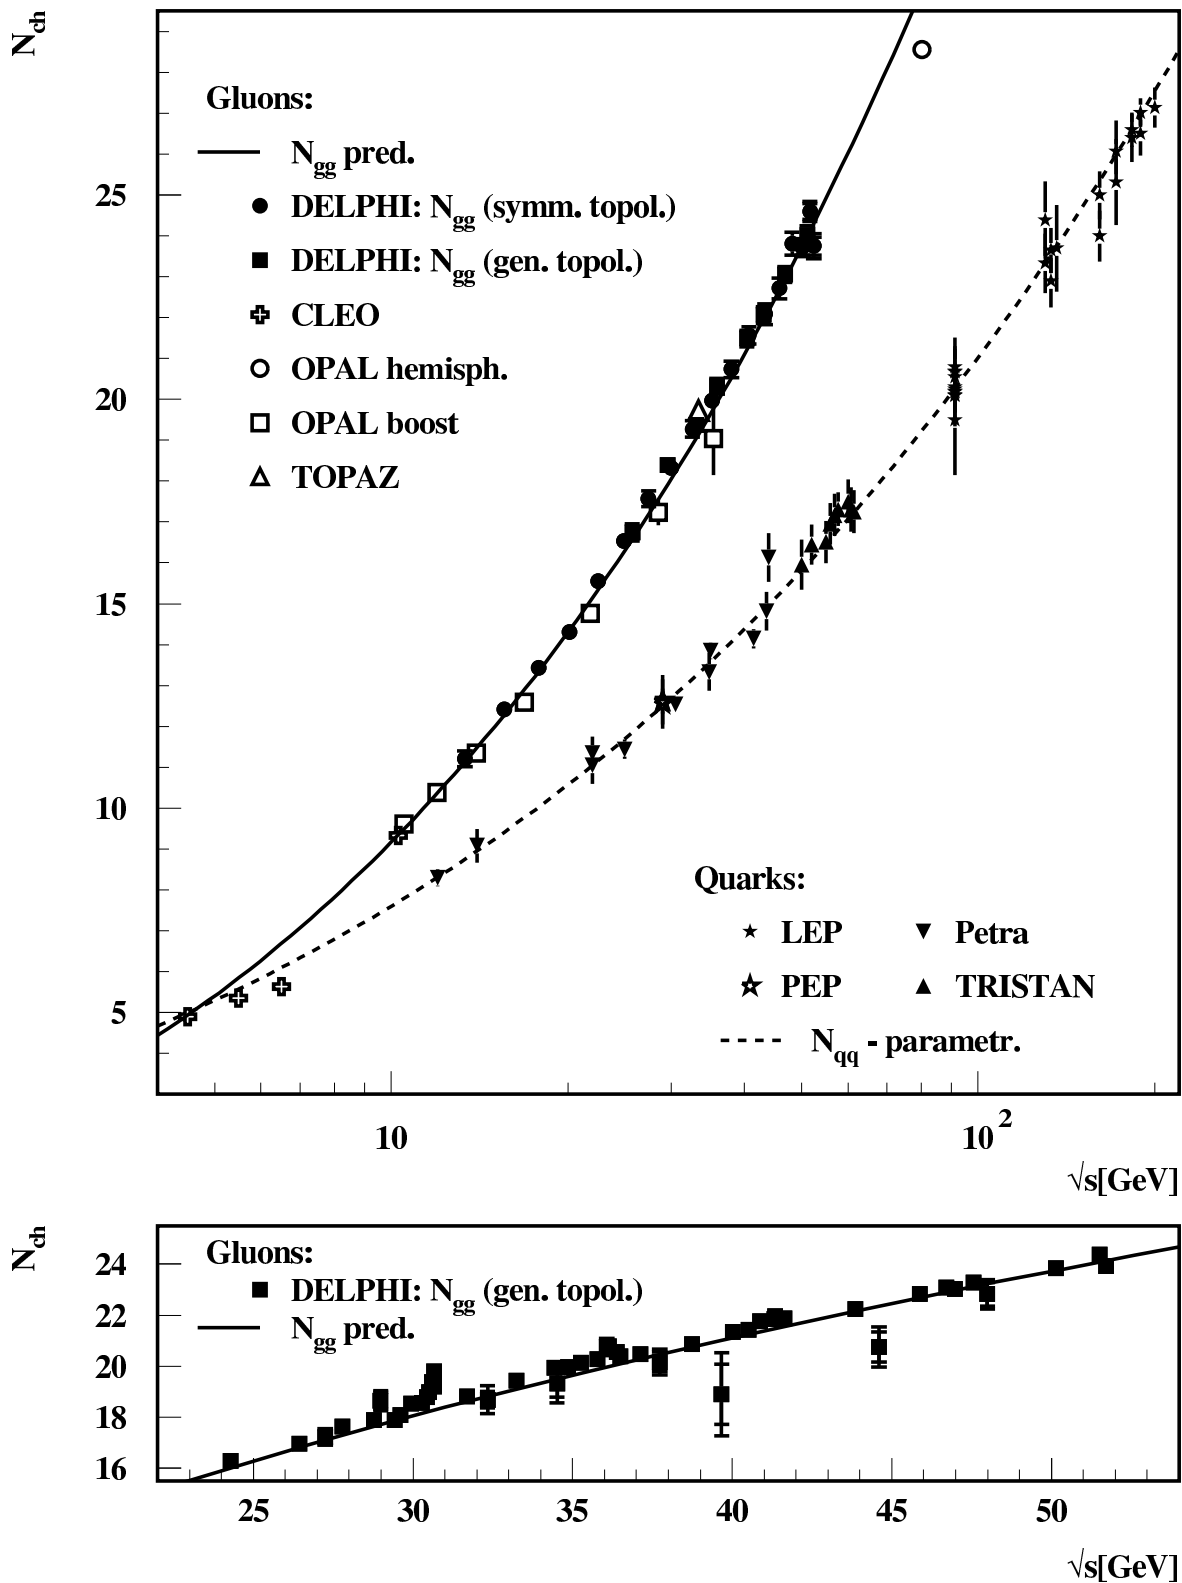 N_ch
Gluons:
N_gg pred.
DELPHI: N_gg (symm. topol.)
DELPHI: N_gg (gen. topol.)
CLEO
OPAL hemisph.
OPAL boost
TOPAZ
25
20
15
10
5
Quarks:
LEP Petra
PEP TRISTAN
N_qq - parametr.
10 10^2
√s[GeV]
N_ch
Gluons:
DELPHI: N_gg (gen. topol.)
N_gg pred.
24
22
20
18
16
25 30 35 40 45 50
√s[GeV]